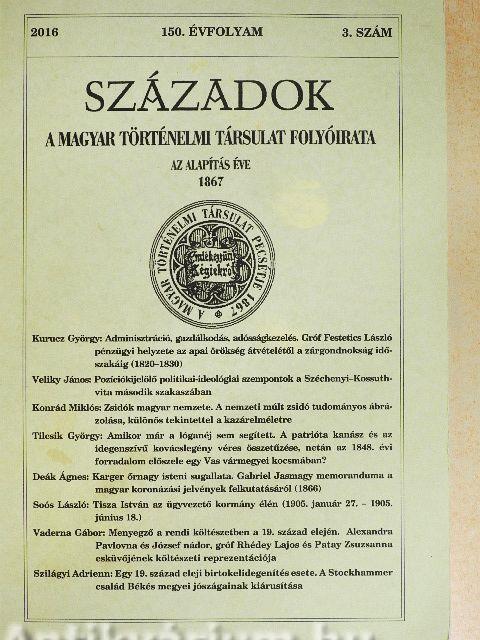 2016 150. ÉVFOLYAM 3. SZÁM
SZÁZADOK
A MAGYAR TÖRTÉNELMI TÁRSULAT FOLYÓIRATA
AZ ALAPÍTÁS ÉVE
1867
A MAGYAR TÖRTÉNELMI TÁRSULAT PECSÉTJE 1867
Emlékezzünk
Régiekről
Kurucz György: Adminisztráció, gazdálkodás, adósságkezelés. Gróf Festetics László
pénzügyi helyzete az apai örökség átvételétől a zárgondnokság idő-
szakáig (1820–1830)
Veliky János: Pozíciókijelölő politikai-ideológiai szempontok a Széchenyi–Kossuth-
vita második szakaszában
Konrád Miklós: Zsidók magyar nemzete. A nemzeti múlt zsidó tudományos ábrá-
zolása, különös tekintettel a kazárelméletre
Tilcsik György: Amikor már a lóganéj sem segített. A patrióta kanász és az
idegenszívű kovácslegény véres összetűzése, netán az 1848. évi
forradalom előszele egy Vas vármegyei kocsmában?
Deák Ágnes: Karger őrnagy isteni sugallata. Gabriel Jasmagy memoranduma a
magyar koronázási jelvények felkutatásáról (1866)
Soós László: Tisza István az ügyvezető kormány élén (1905. január 27. – 1905.
június 18.)
Vaderna Gábor: Menyegző a rendi költészetben a 19. század elején. Alexandra
Pavlovna és József nádor, gróf Rhédey Lajos és Patay Zsuzsanna
esküvőjének költészeti reprezentációja
Szilágyi Adrienn: Egy 19. század eleji birtokelidegenítés esete. A Stockhammer
család Békés megyei jószágainak kiárusítása